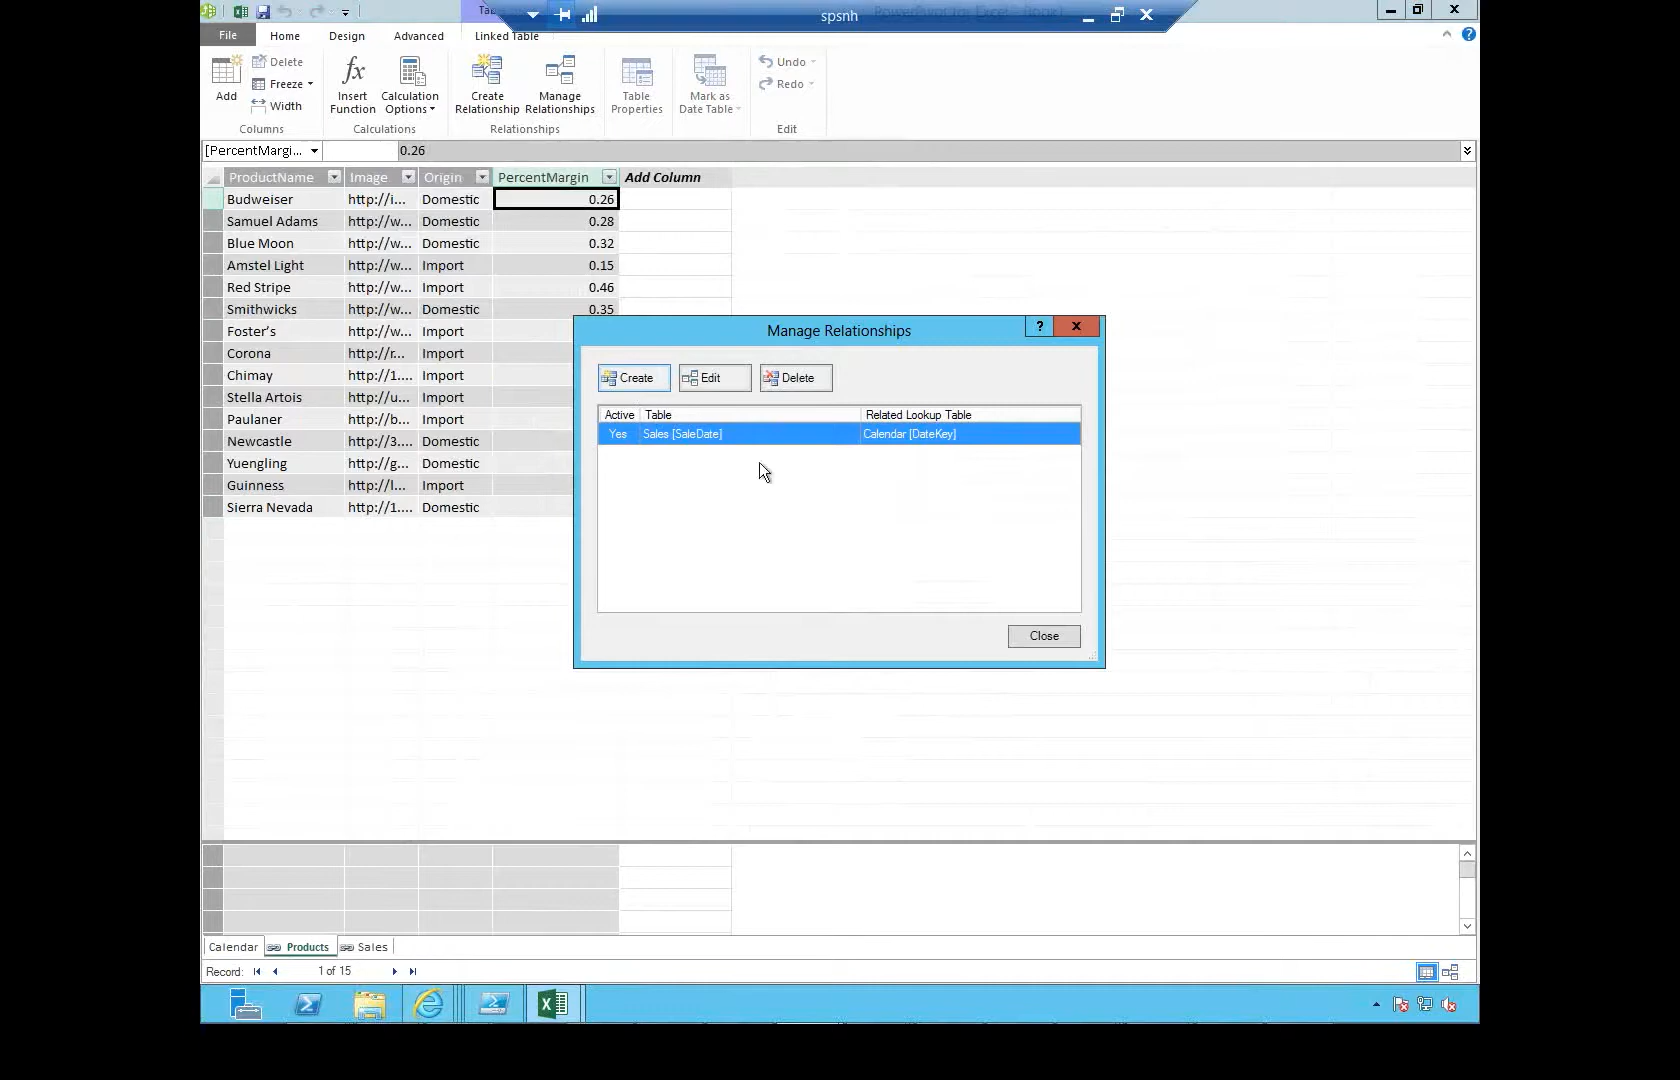 spsnh
PowerPivot for Excel - Book1
File Home Design Advanced Linked Table
Add
Delete
Freeze
Width
Columns
Insert Function
Calculation Options
Calculations
Create Relationship
Manage Relationships
Relationships
Table Properties
Mark as Date Table
Undo
Redo
Edit
[PercentMargi... 0.26
ProductName Image Origin PercentMargin Add Column
Budweiser http://i... Domestic 0.26
Samuel Adams http://w... Domestic 0.28
Blue Moon http://w... Domestic 0.32
Amstel Light http://w... Import 0.15
Red Stripe http://w... Import 0.46
Smithwicks http://w... Domestic 0.35
Foster's http://w... Import
Corona http://r... Import
Chimay http://1.... Import
Stella Artois http://u... Import
Paulaner http://b... Import
Newcastle http://3.... Domestic
Yuengling http://g... Domestic
Guinness http://l... Import
Sierra Nevada http://1.... Domestic
Manage Relationships
Create Edit Delete
Active Table Related Lookup Table
Yes Sales [SaleDate] Calendar [DateKey]
Close
Calendar Products Sales
Record: 1 of 15